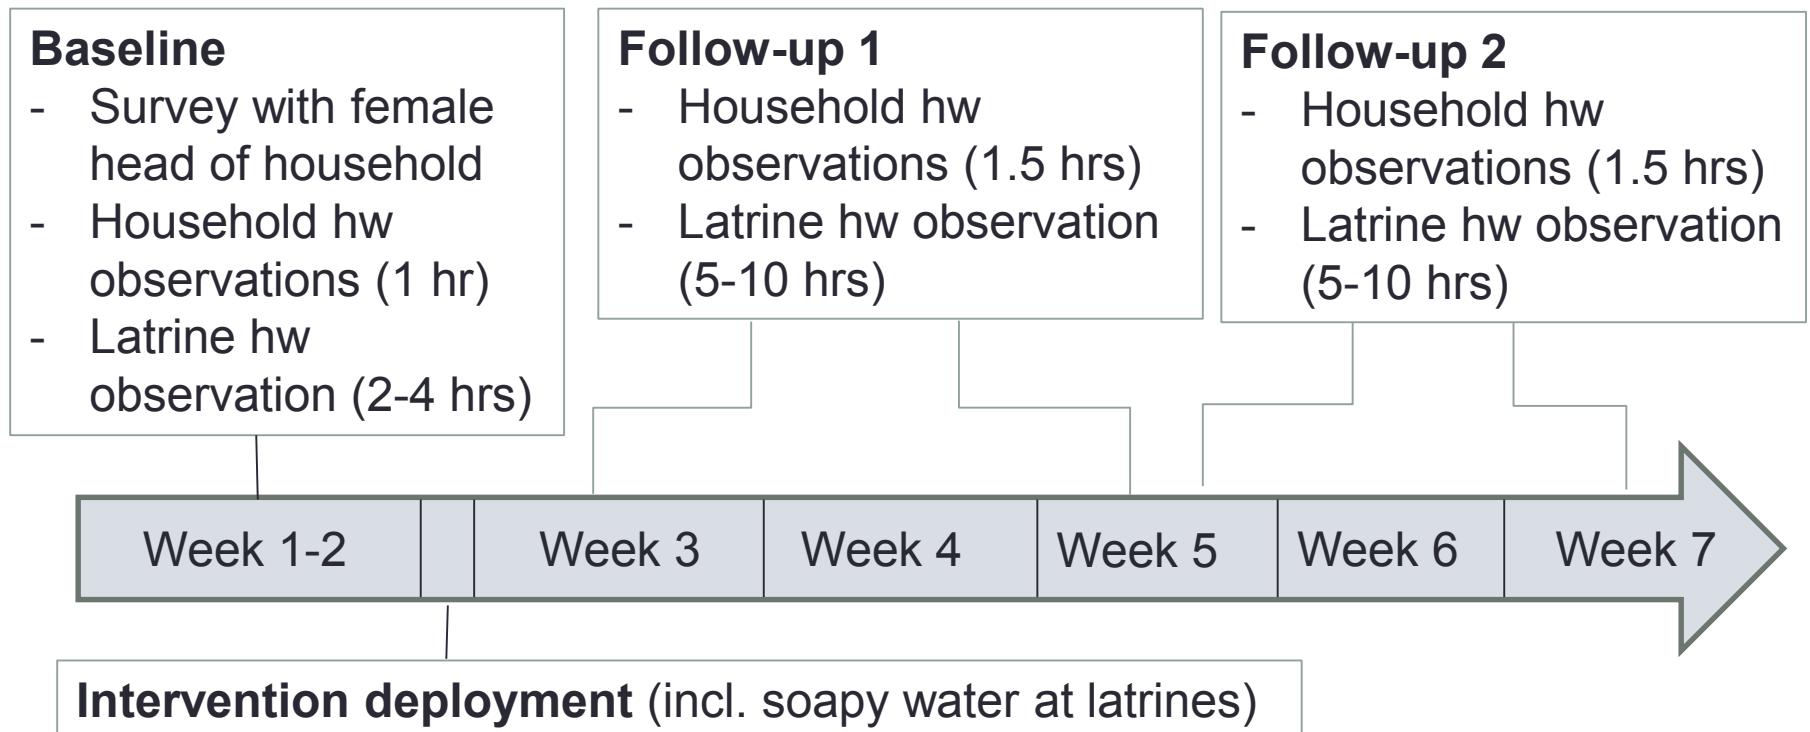 Baseline
- Survey with female
head of household
- Household hw
observations (1 hr)
- Latrine hw
observation (2-4 hrs)
Follow-up 1
- Household hw
observations (1.5 hrs)
- Latrine hw observation
(5-10 hrs)
Follow-up 2
- Household hw
observations (1.5 hrs)
- Latrine hw observation
(5-10 hrs)
Week 1-2
Week 3
Week 4
Week 5
Week 6
Week 7
Intervention deployment (incl. soapy water at latrines)